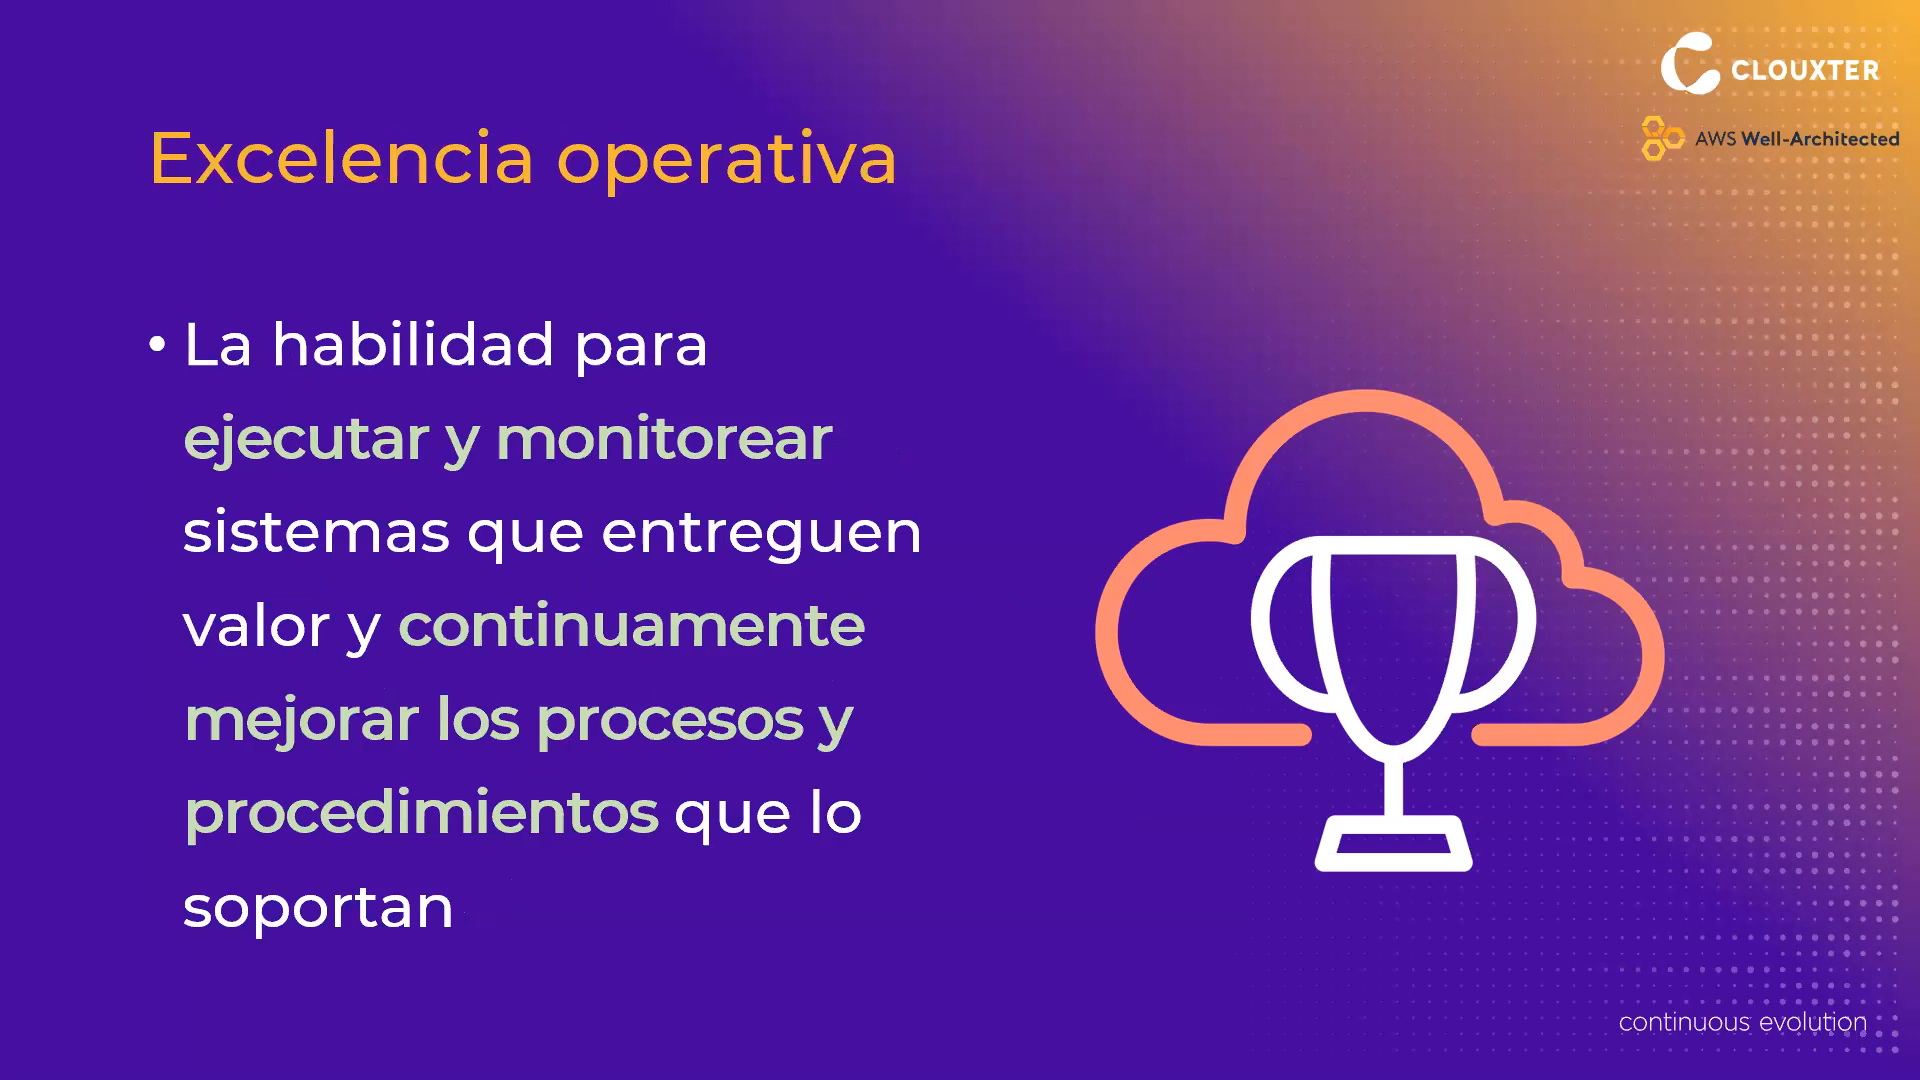 CLOUXTER
AWS Well-Architected
Excelencia operativa
• La habilidad para
ejecutar y monitorear
sistemas que entreguen
valor y continuamente
mejorar los procesos y
procedimientos que lo
soportan
continuous evolution